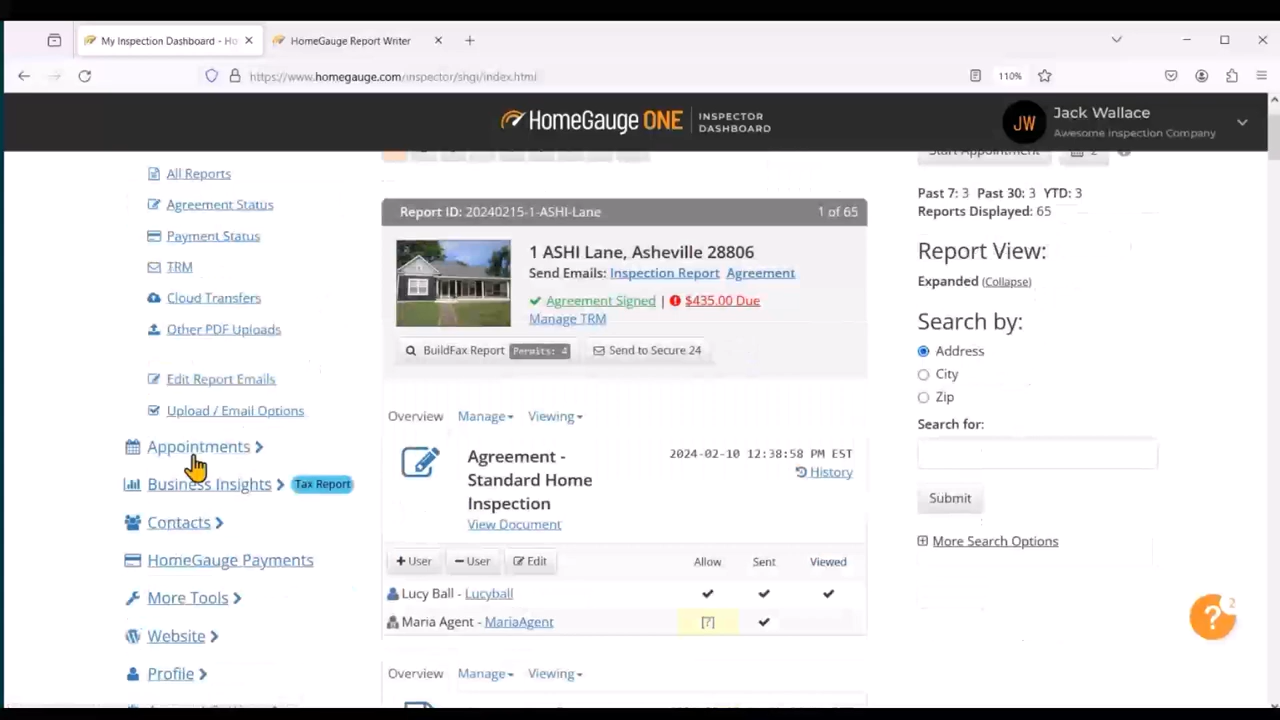 My Inspection Dashboard - Ho
HomeGauge Report Writer
https://www.homegauge.com/inspector/shgi/index.html
110%
HomeGauge ONE
INSPECTOR
DASHBOARD
JW
Jack Wallace
Awesome Inspection Company
All Reports
Agreement Status
Payment Status
TRM
Cloud Transfers
Other PDF Uploads
Edit Report Emails
Upload / Email Options
Appointments
Business Insights
Tax Report
Contacts
HomeGauge Payments
More Tools
Website
Profile
Report ID: 20240215-1-ASHI-Lane
1 of 65
1 ASHI Lane, Asheville 28806
Send Emails: Inspection Report Agreement
Agreement Signed | $435.00 Due
Manage TRM
BuildFax Report Permits: 4
Send to Secure 24
Overview Manage Viewing
Agreement -
Standard Home
Inspection
View Document
2024-02-10 12:38:58 PM EST
History
+ User
- User
Edit
Allow Sent Viewed
Lucy Ball - Lucyball
Maria Agent - MariaAgent
[?]
Overview Manage Viewing
Start Appointment
2
Past 7: 3 Past 30: 3 YTD: 3
Reports Displayed: 65
Report View:
Expanded (Collapse)
Search by:
Address
City
Zip
Search for:
Submit
More Search Options
?
2